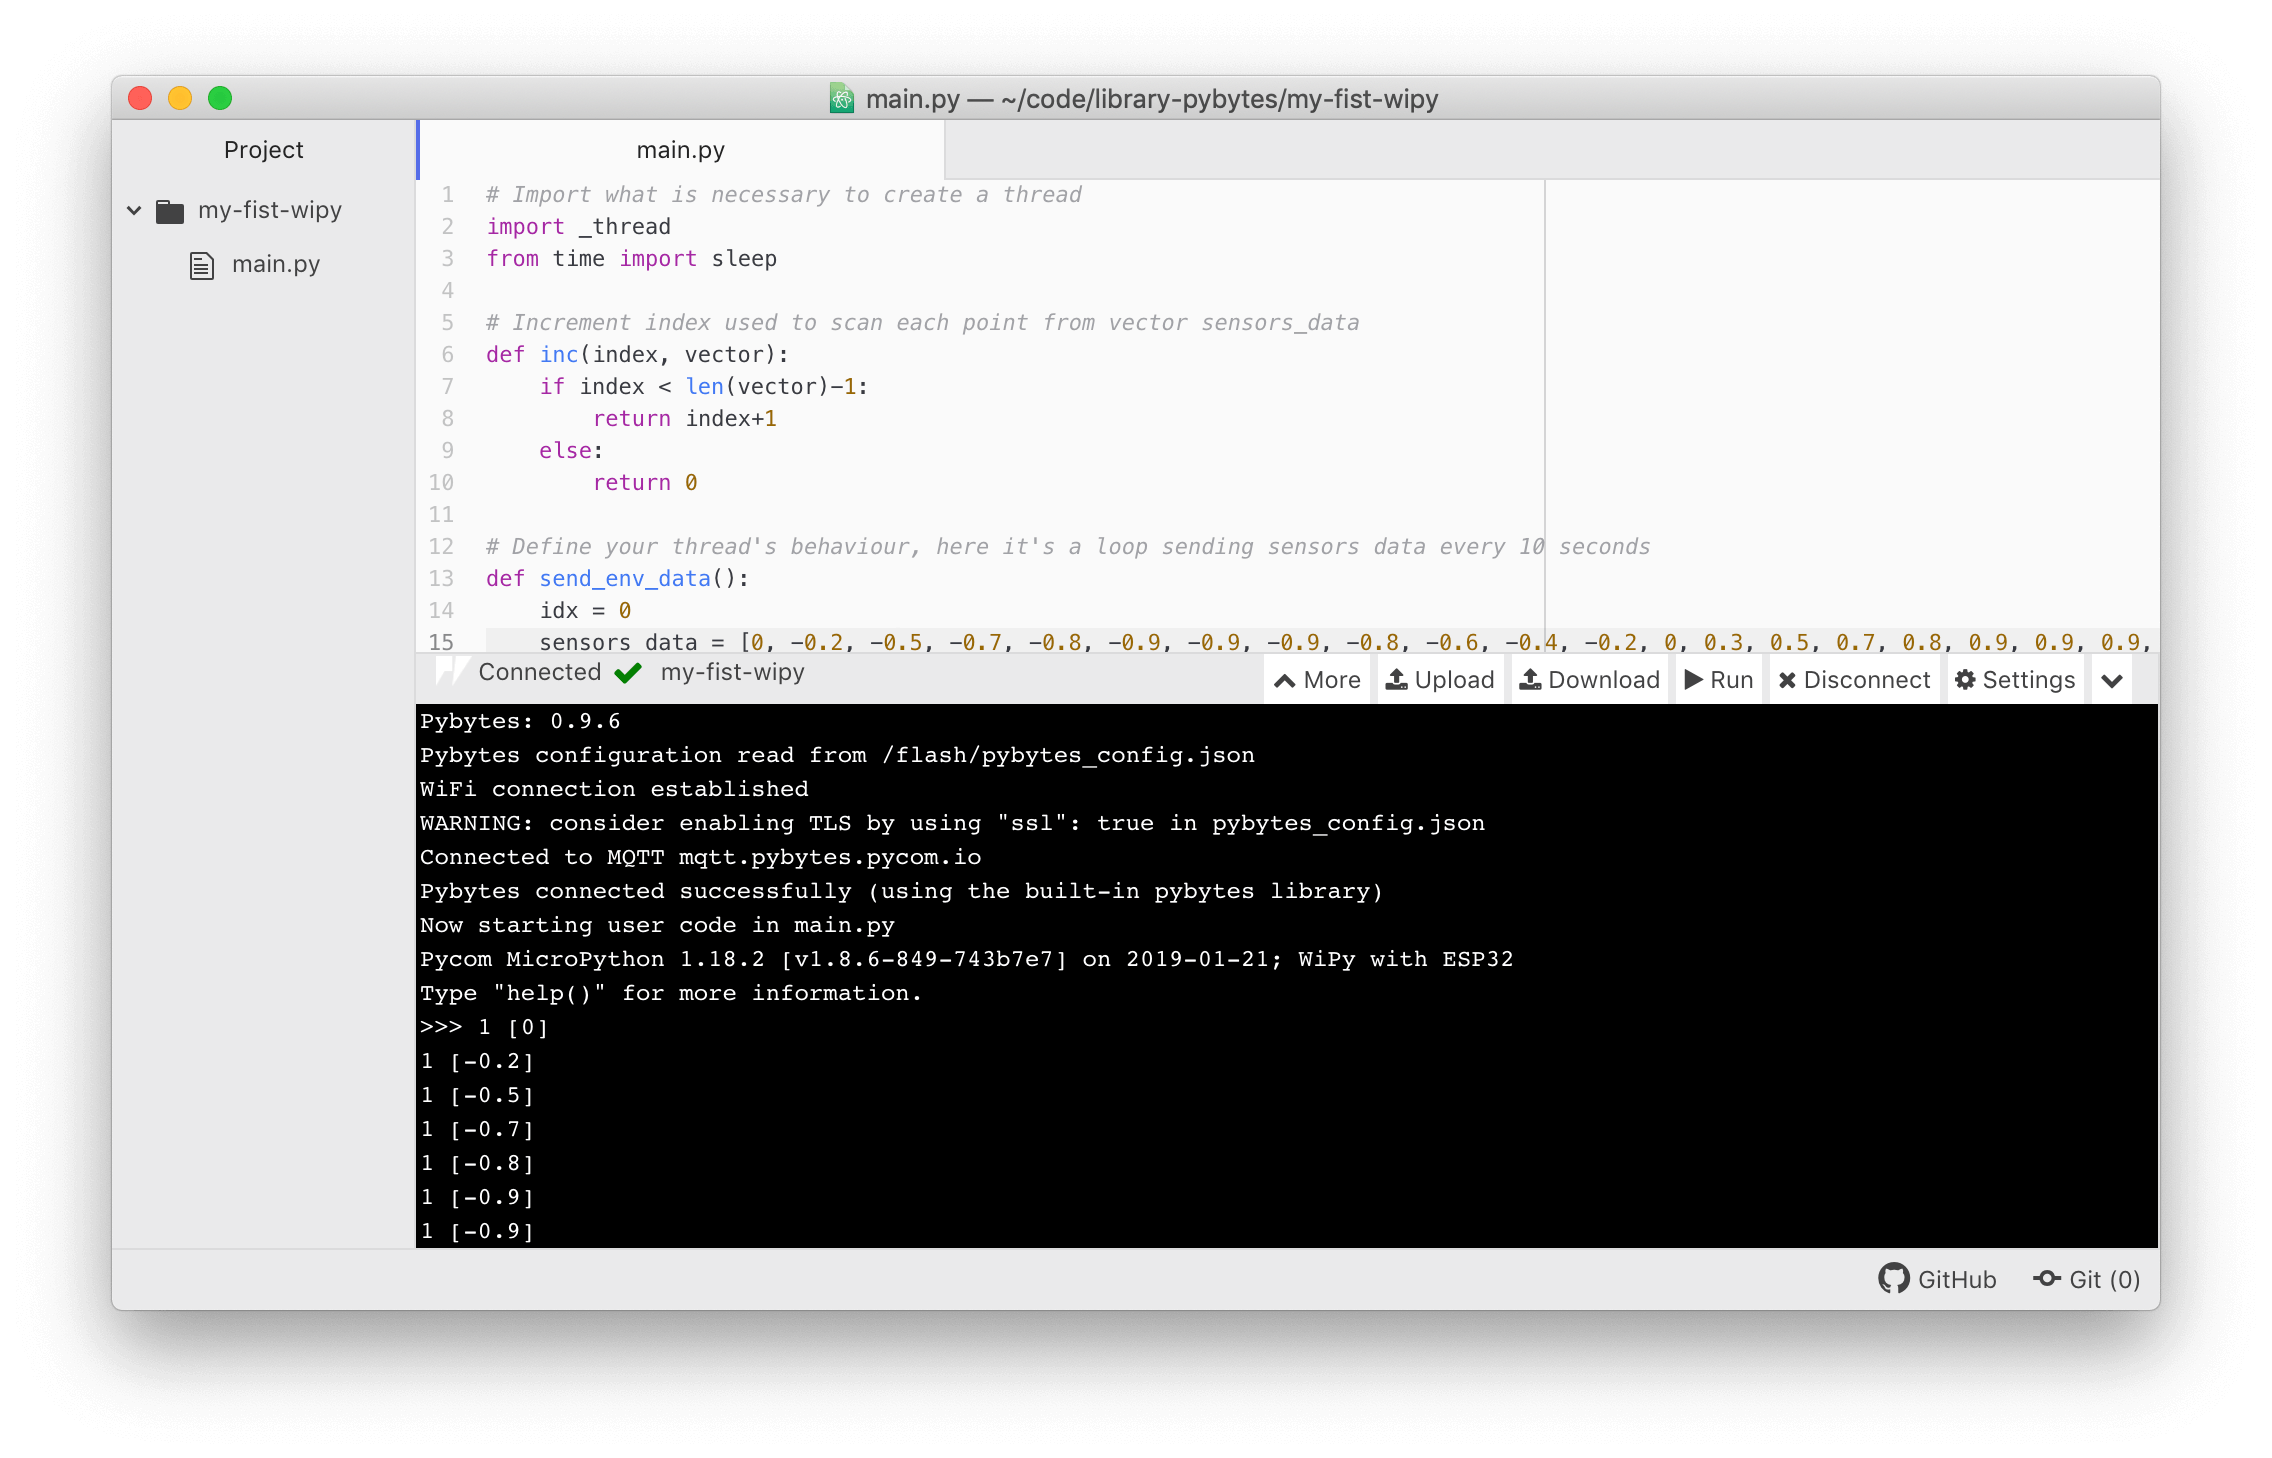 main.py — ~/code/library-pybytes/my-fist-wipy
Project
my-fist-wipy
main.py
main.py
1 # Import what is necessary to create a thread
2 import _thread
3 from time import sleep
4
5 # Increment index used to scan each point from vector sensors_data
6 def inc(index, vector):
7 if index < len(vector)-1:
8 return index+1
9 else:
10 return 0
11
12 # Define your thread's behaviour, here it's a loop sending sensors data every 10 seconds
13 def send_env_data():
14 idx = 0
15 sensors_data = [0, -0.2, -0.5, -0.7, -0.8, -0.9, -0.9, -0.9, -0.8, -0.6, -0.4, -0.2, 0, 0.3, 0.5, 0.7, 0.8, 0.9, 0.9, 0.9,
Connected my-fist-wipy More Upload Download Run Disconnect Settings
Pybytes: 0.9.6
Pybytes configuration read from /flash/pybytes_config.json
WiFi connection established
WARNING: consider enabling TLS by using "ssl": true in pybytes_config.json
Connected to MQTT mqtt.pybytes.pycom.io
Pybytes connected successfully (using the built-in pybytes library)
Now starting user code in main.py
Pycom MicroPython 1.18.2 [v1.8.6-849-743b7e7] on 2019-01-21; WiPy with ESP32
Type "help()" for more information.
>>> 1 [0]
1 [-0.2]
1 [-0.5]
1 [-0.7]
1 [-0.8]
1 [-0.9]
1 [-0.9]
GitHub Git (0)